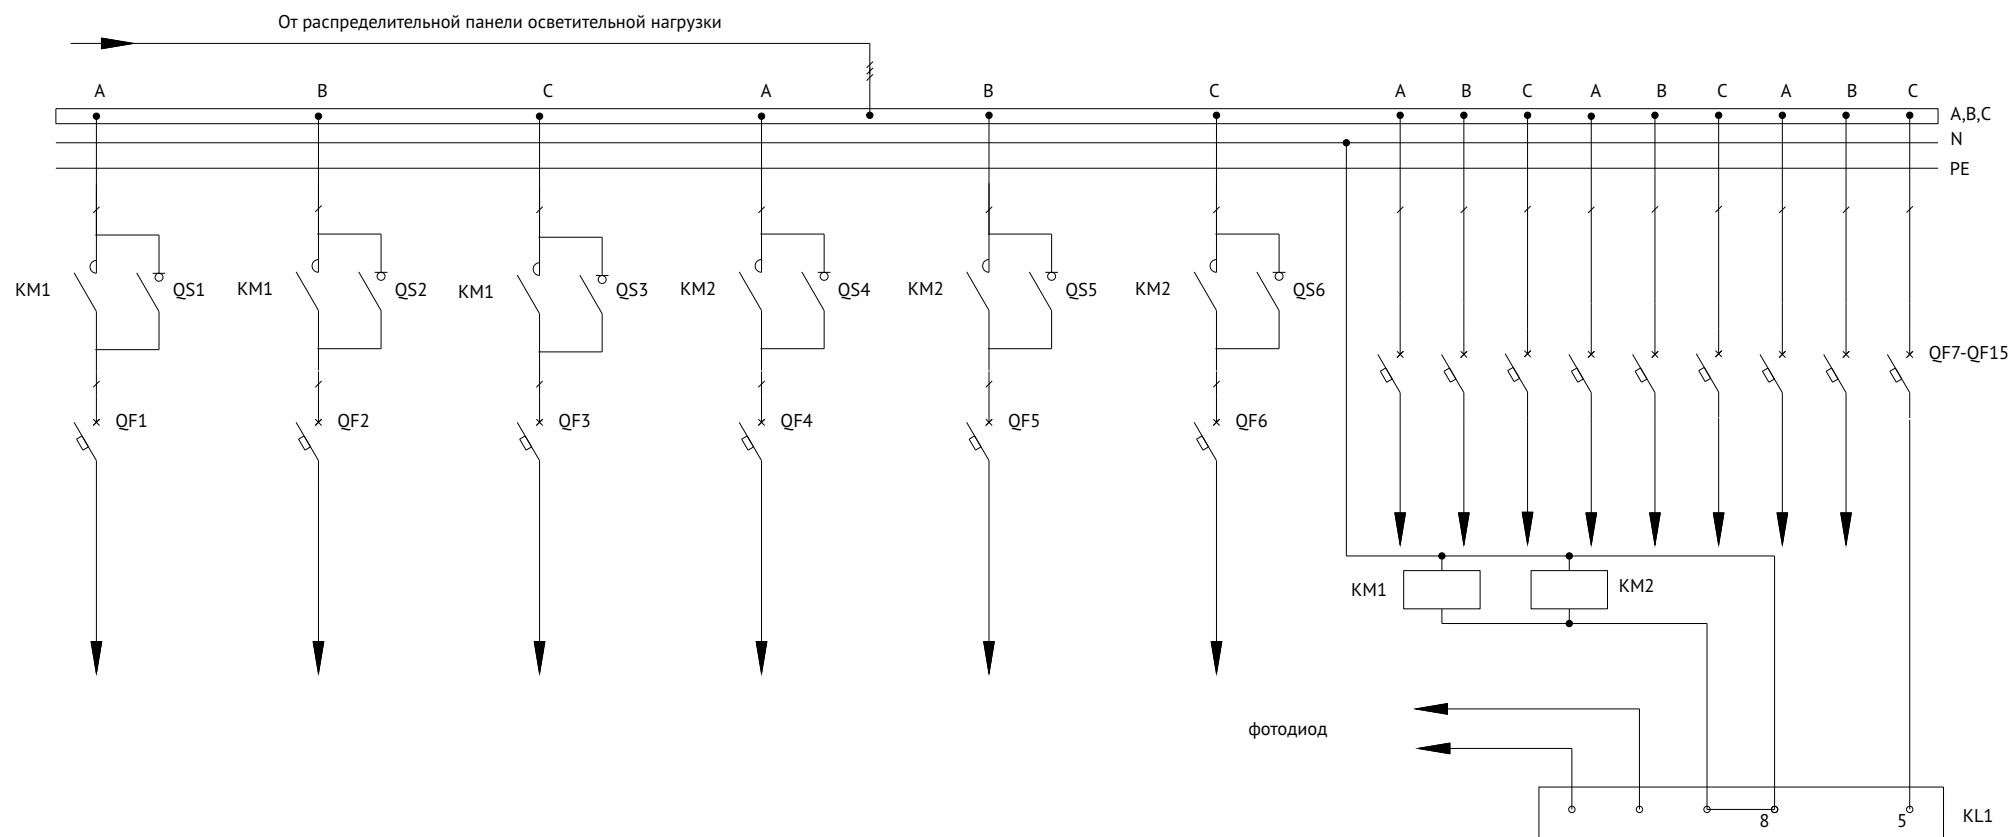 От распределительной панели осветительной нагрузки
A B C A B C A B C A B C A B C
A,B,C
N
PE
KM1 QS1 KM1 QS2 KM1 QS3 KM2 QS4 KM2 QS5 KM2 QS6
QF7-QF15
QF1 QF2 QF3 QF4 QF5 QF6
KM1 KM2
фотодиод
8 5 KL1